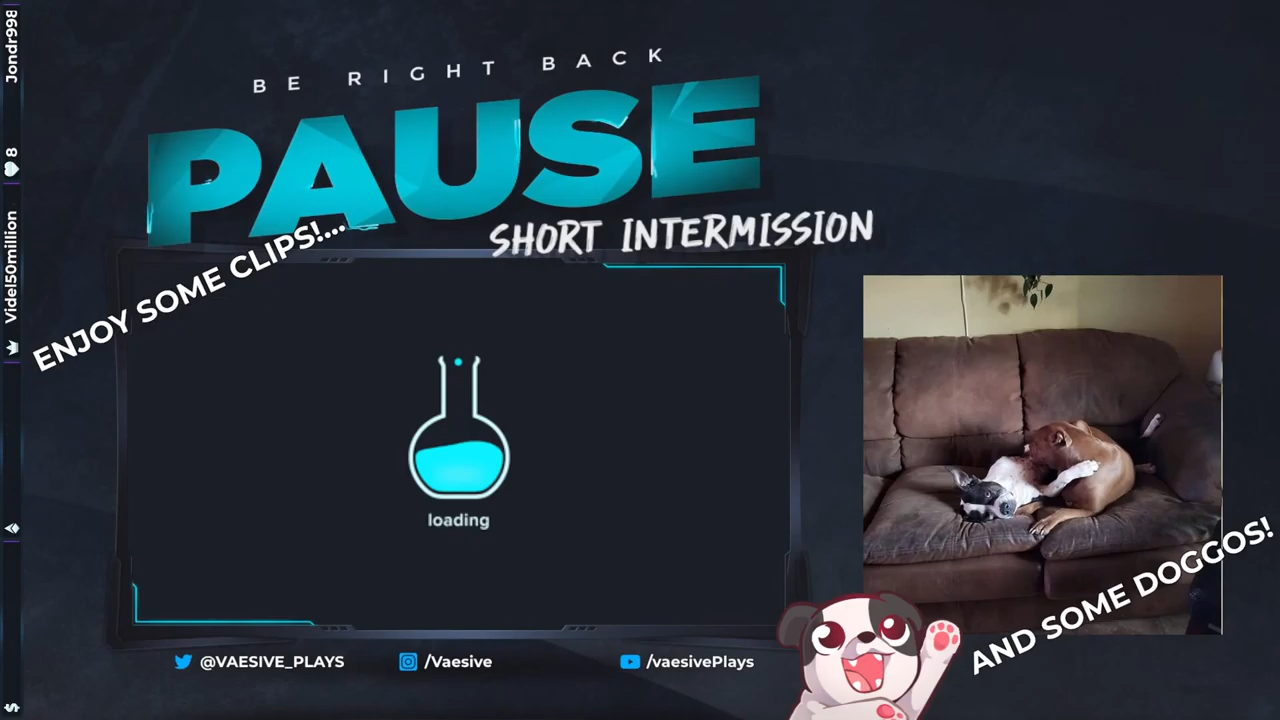 BE RIGHT BACK
PAUSE
SHORT INTERMISSION
ENJOY SOME CLIPS!...
loading
AND SOME DOGGOS!
@VAESIVE_PLAYS
/Vaesive
/vaesivePlays
Jondr998
8
Videl50million
$